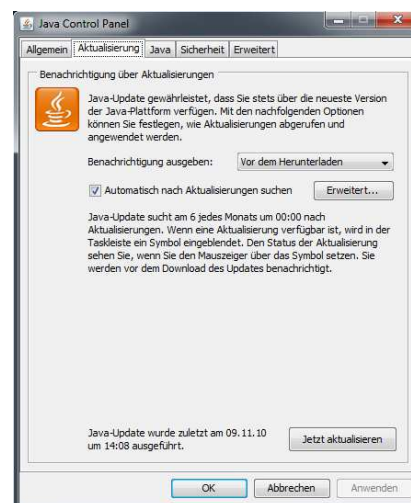 Java Control Panel
Allgemein Aktualisierung Java Sicherheit Erweitert
Benachrichtigung über Aktualisierungen
Java-Update gewährleistet, dass Sie stets über die neueste Version
der Java-Plattform verfügen. Mit den nachfolgenden Optionen
können Sie festlegen, wie Aktualisierungen abgerufen und
angewendet werden.
Benachrichtigung ausgeben: Vor dem Herunterladen
Automatisch nach Aktualisierungen suchen Erweitert...
Java-Update sucht am 6 jedes Monats um 00:00 nach
Aktualisierungen. Wenn eine Aktualisierung verfügbar ist, wird in der
Taskleiste ein Symbol eingeblendet. Den Status der Aktualisierung
sehen Sie, wenn Sie den Mauszeiger über das Symbol setzen. Sie
werden vor dem Download des Updates benachrichtigt.
Java-Update wurde zuletzt am 09.11.10
um 14:08 ausgeführt.
Jetzt aktualisieren
OK Abbrechen Anwenden